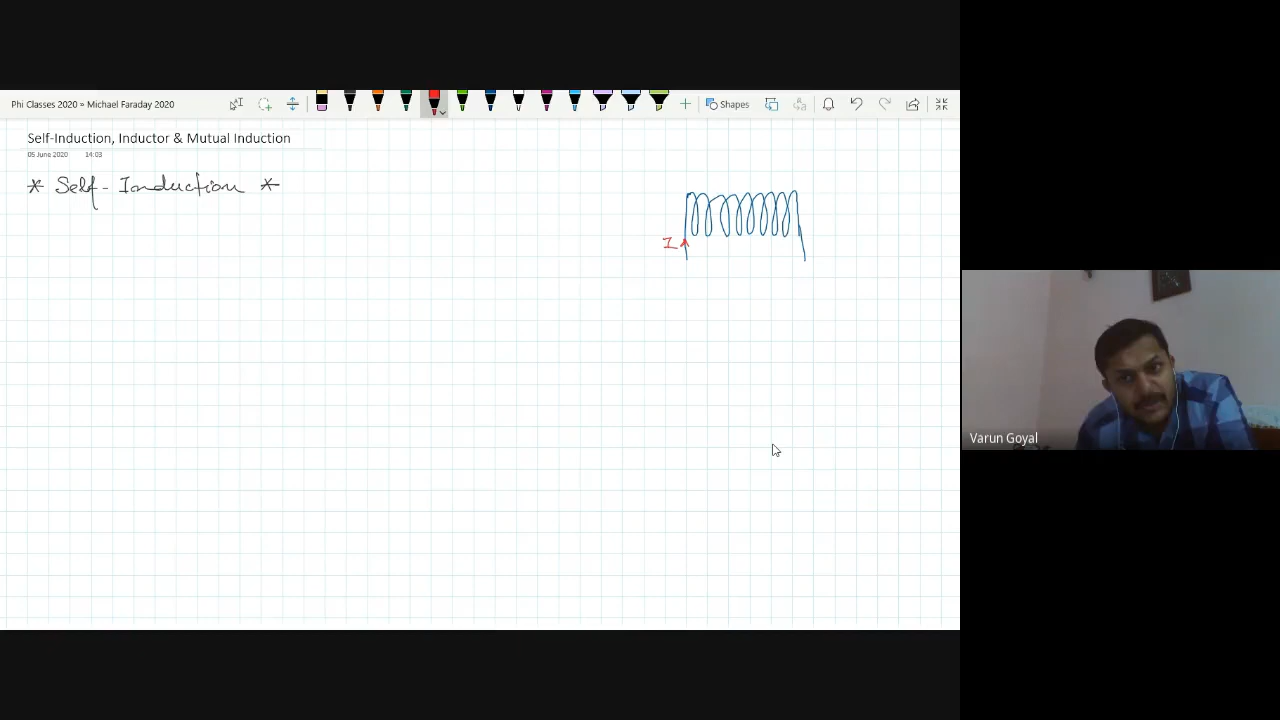 Phi Classes 2020 » Michael Faraday 2020
Shapes
Self-Induction, Inductor & Mutual Induction
05 June 2020 14:03
* Self-Induction *
I
Varun Goyal